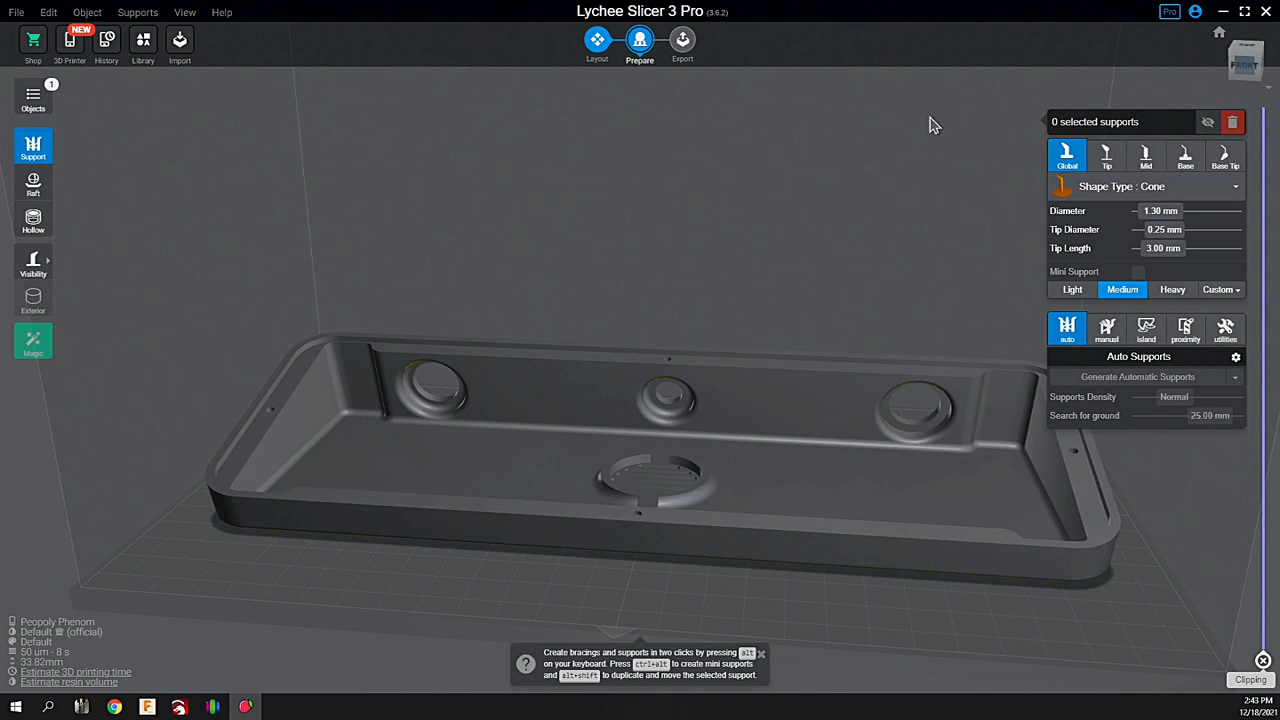 File Edit Object Supports View Help
Lychee Slicer 3 Pro (3.6.2)
Pro
NEW
Shop 3D Printer History Library Import
Layout Prepare Export
FRONT
1
Objects
Support
Raft
Hollow
Visibility
Exterior
Magic
0 selected supports
Global Tip Mid Base Base Tip
Shape Type : Cone
Diameter 1.30 mm
Tip Diameter 0.25 mm
Tip Length 3.00 mm
Mini Support
Light Medium Heavy Custom
auto manual island proximity utilities
Auto Supports
Generate Automatic Supports
Supports Density Normal
Search for ground 25.00 mm
Peopoly Phenom
Default (official)
Default
50 um - 8 s
33.82mm
Estimate 3D printing time
Estimate resin volume
Create bracings and supports in two clicks by pressing alt
on your keyboard. Press ctrl+alt to create mini supports
and alt+shift to duplicate and move the selected support.
Clipping
2:43 PM
12/18/2021